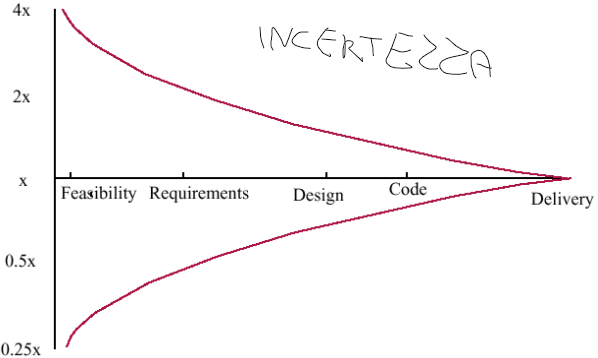 4x
INCERTEZZA
2x
x
Feasibility Requirements Design Code Delivery
0.5x
0.25x